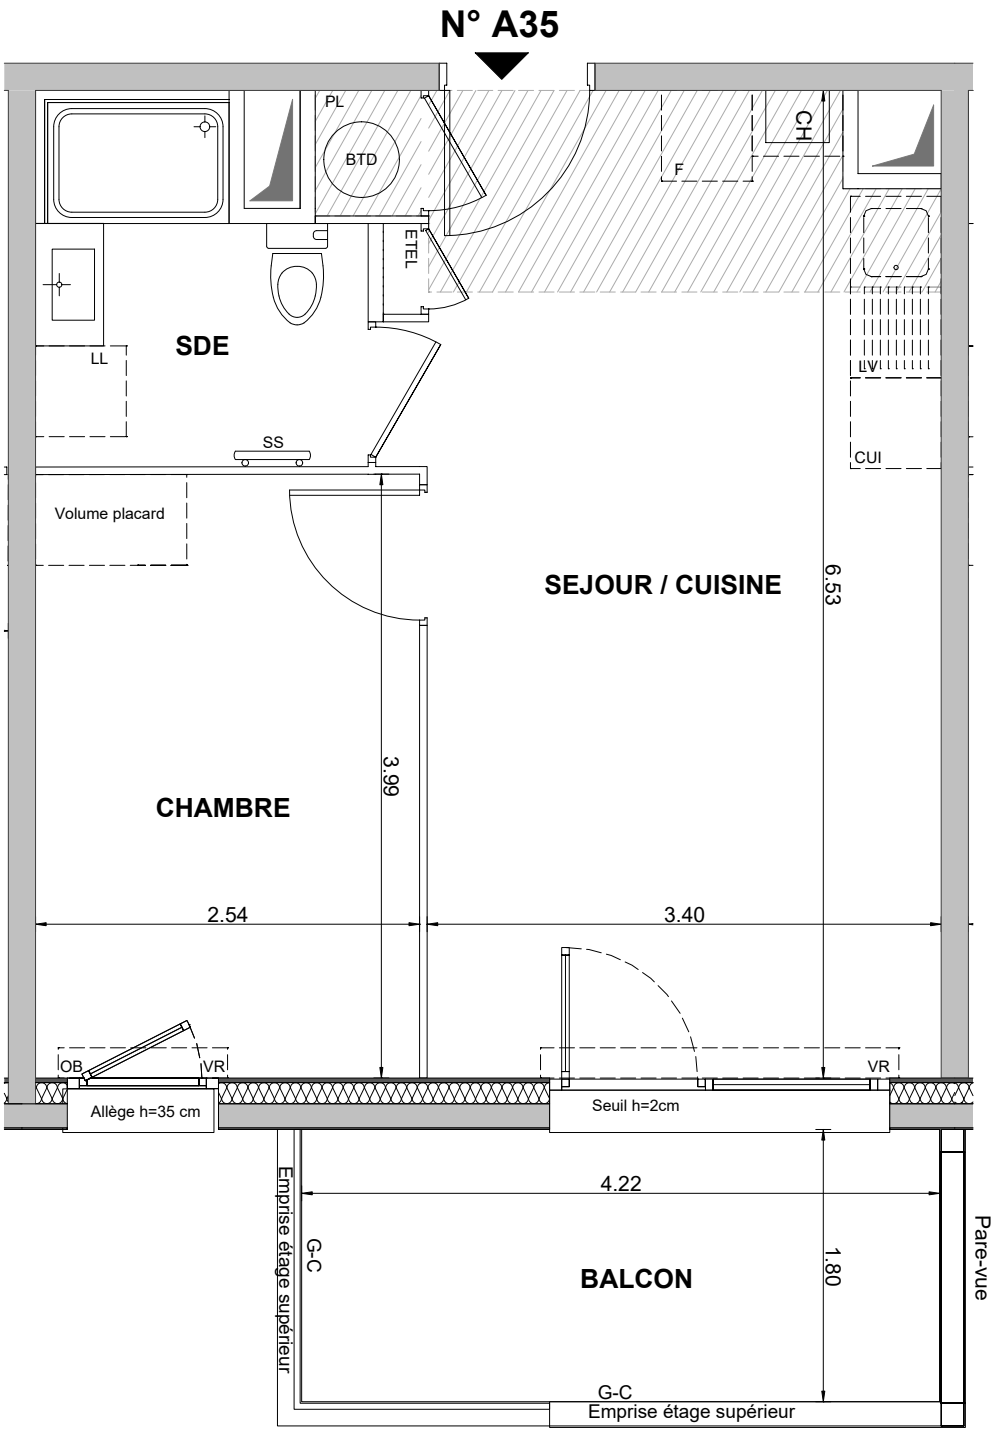 N° A35
PL
BTD
CH
F
ETEL
SDE
LL
LV
SS
CUI
Volume placard
SEJOUR / CUISINE
6.53
3.99
CHAMBRE
2.54
3.40
OB
VR
VR
Allège h=35 cm
Seuil h=2cm
Emprise étage supérieur
4.22
G-C
1.80
Pare-vue
BALCON
G-C
Emprise étage supérieur